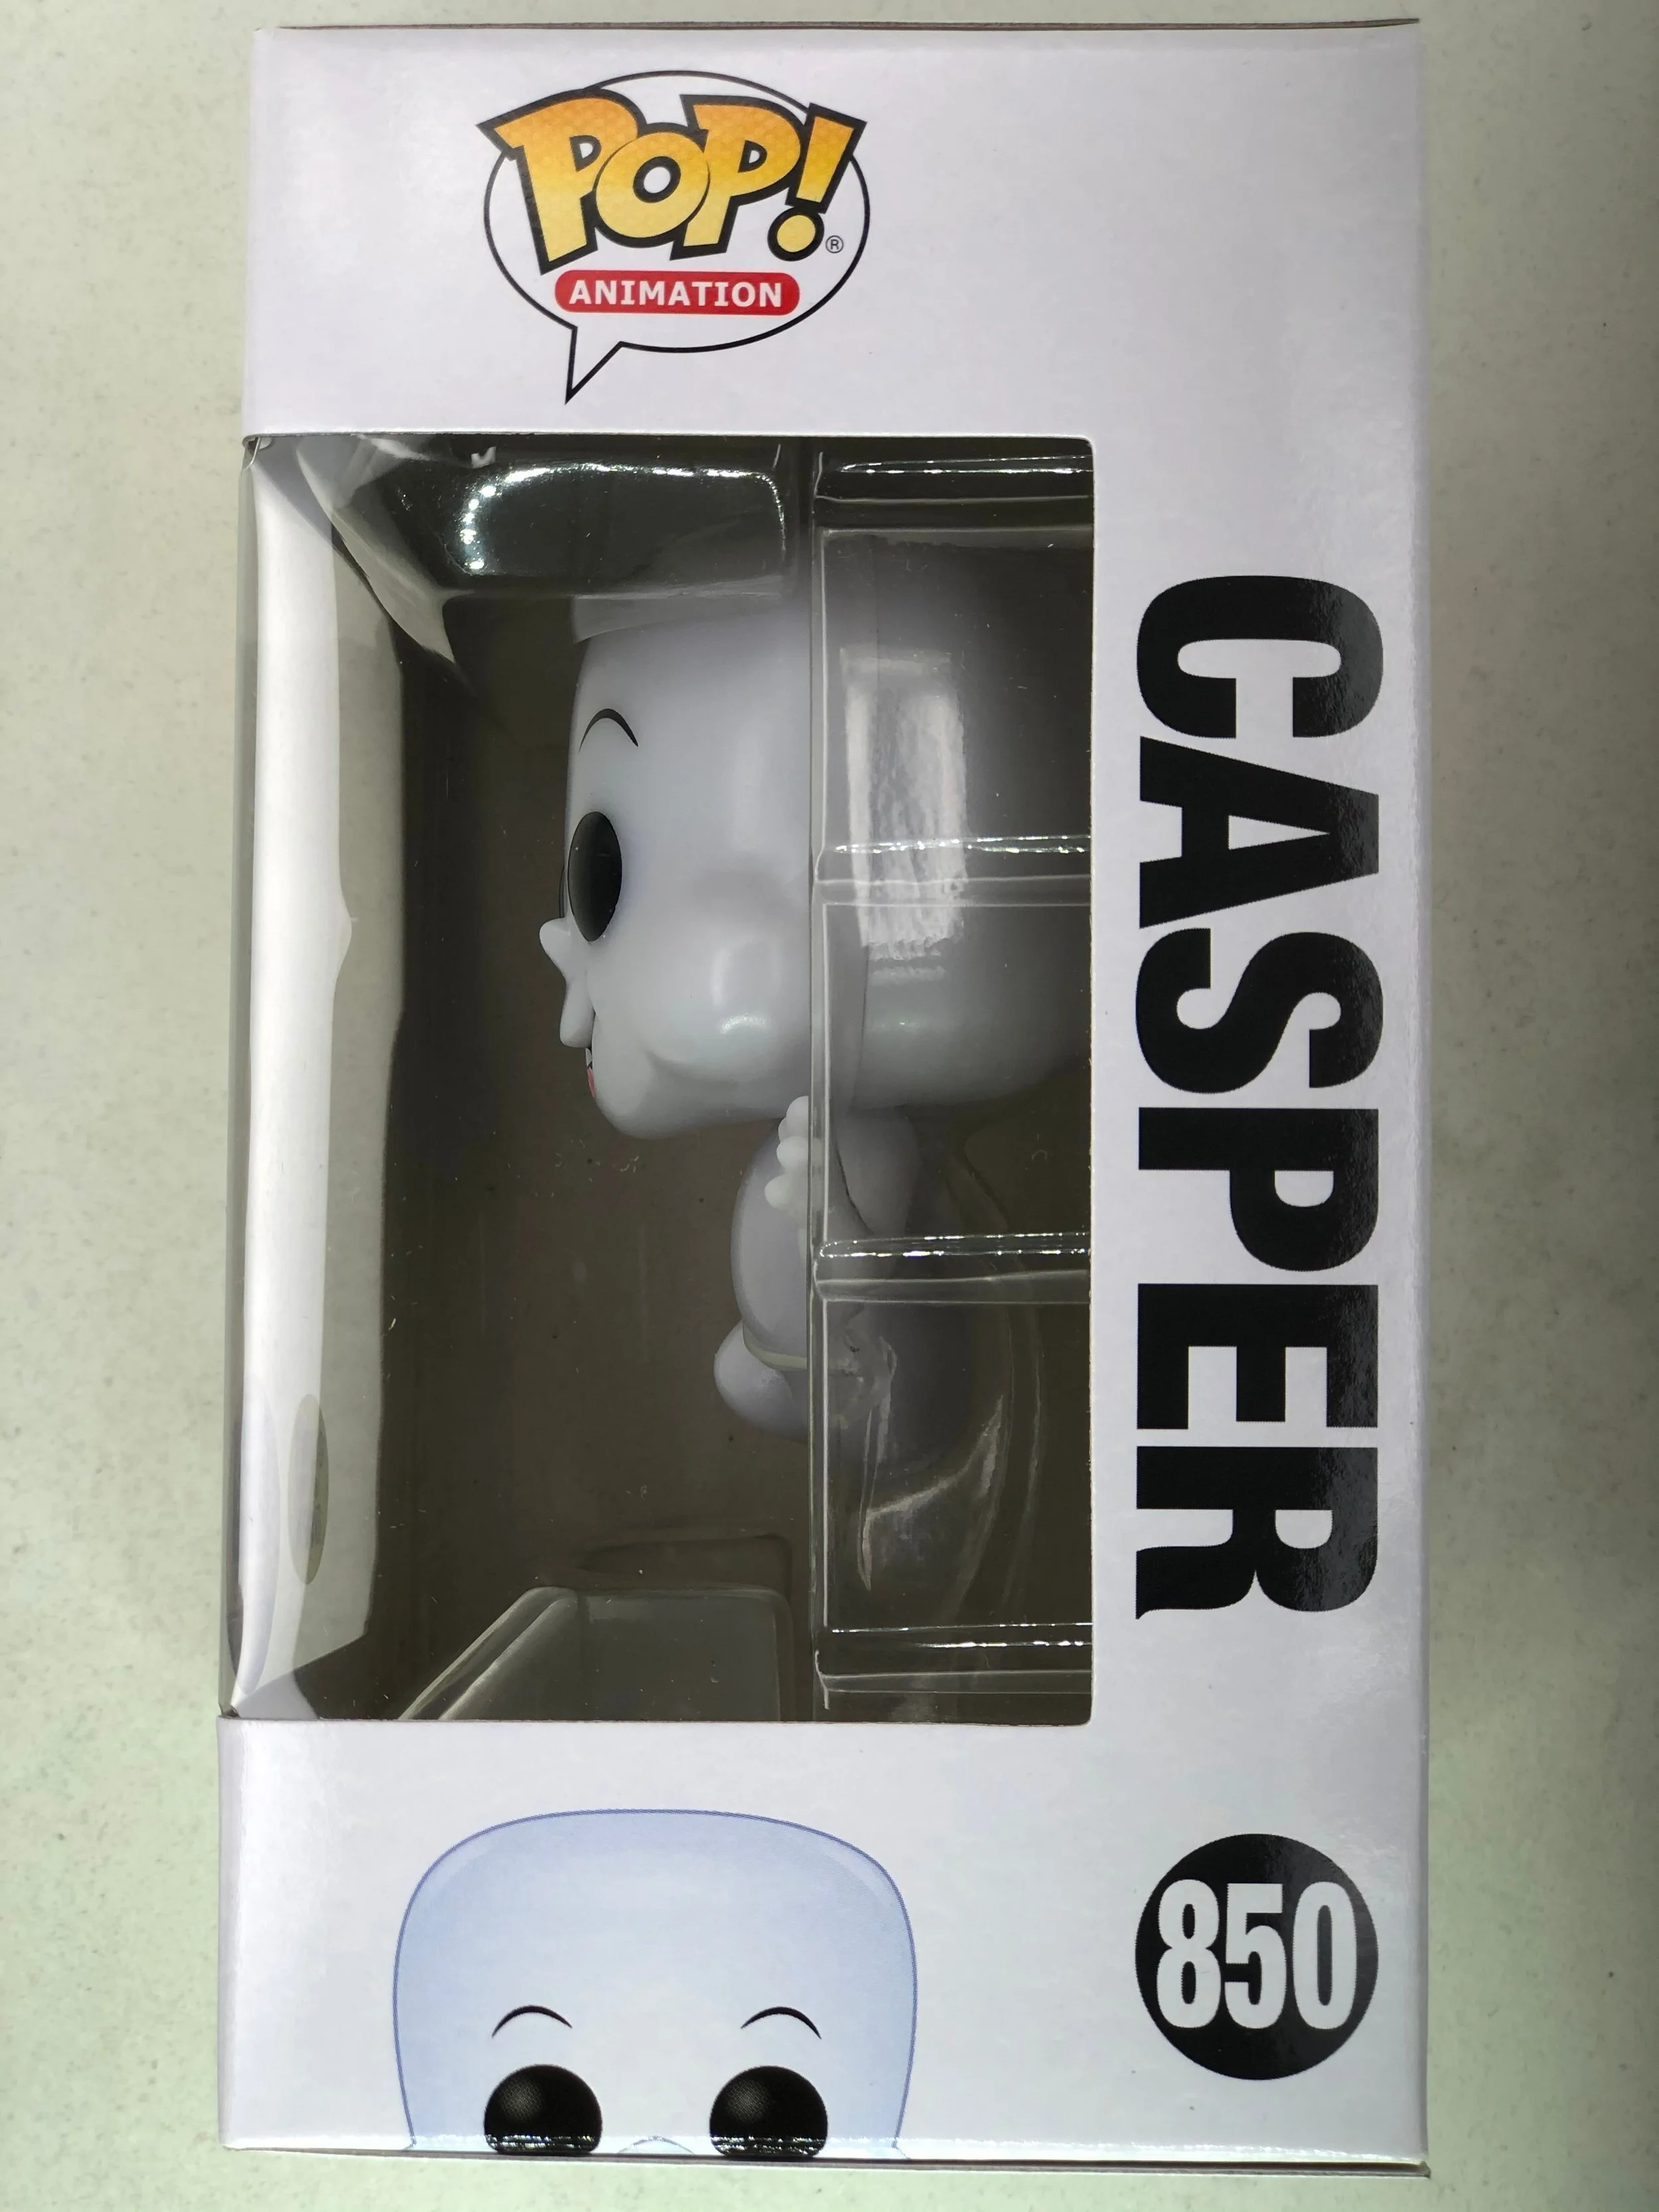 POP!®
ANIMATION
CASPER
850